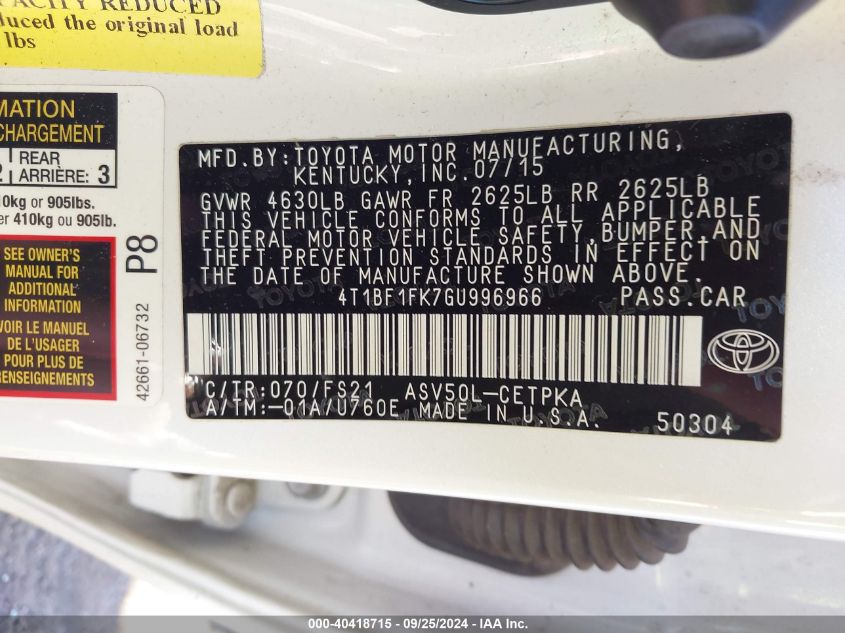 PACITY REDUCED
duced the original load
lbs
MATION
CHARGEMENT
2 REAR ARRIÈRE: 3
0kg or 905lbs.
er 410kg ou 905lb.
SEE OWNER'S
MANUAL FOR
ADDITIONAL
INFORMATION
VOIR LE MANUEL
DE L'USAGER
POUR PLUS DE
RENSEIGNEMENTS
P8
42661-06732
MFD.BY:TOYOTA MOTOR MANUFACTURING,
KENTUCKY, INC.07/15
GVWR 4630LB GAWR FR 2625LB RR 2625LB
THIS VEHICLE CONFORMS TO ALL APPLICABLE
FEDERAL MOTOR VEHICLE SAFETY,BUMPER,AND
THEFT PREVENTION STANDARDS IN EFFECT ON
THE DATE OF MANUFACTURE SHOWN ABOVE.
4T1BF1FK7GU996966 PASS CAR
C/TR:070/FS21 ASV50L-CETPKA
A/TM:-01A/U760E MADE IN U.S.A. 50304
000-40418715 - 09/25/2024 - IAA Inc.